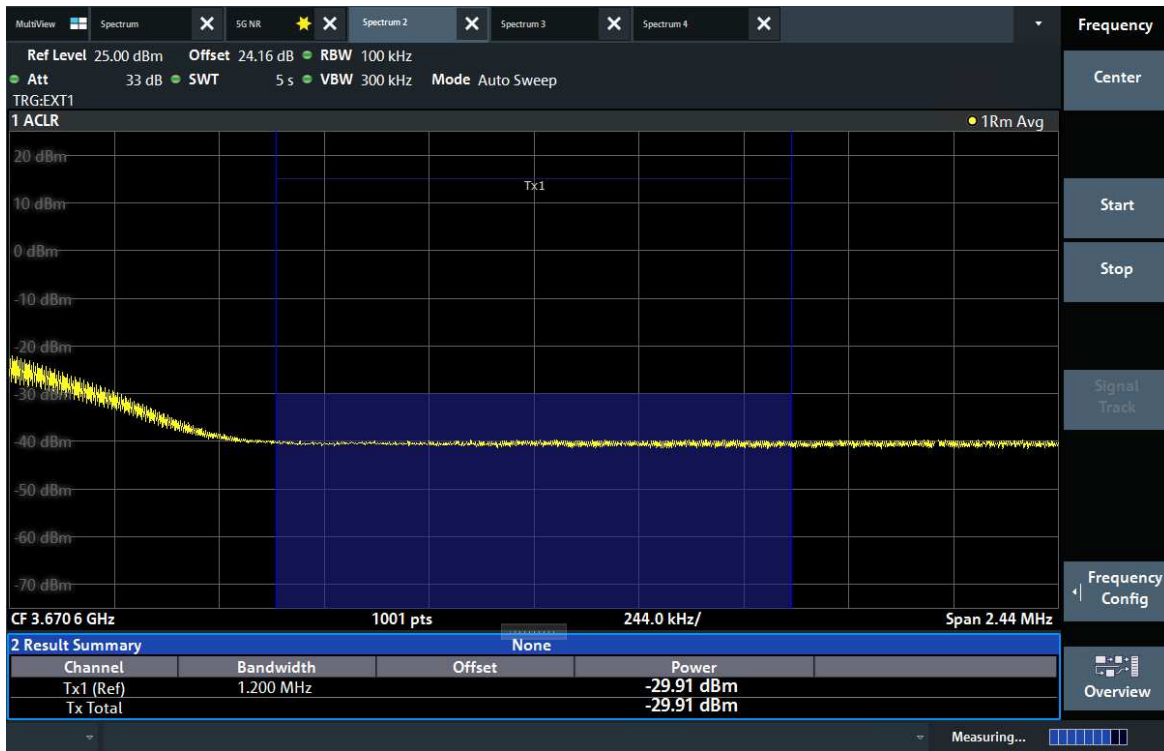 MultiView Spectrum 5G NR Spectrum 2 Spectrum 3 Spectrum 4
Frequency
Ref Level 25.00 dBm Offset 24.16 dB RBW 100 kHz
Att 33 dB SWT 5 s VBW 300 kHz Mode Auto Sweep
TRG:EXT1
1 ACLR 1Rm Avg
20 dBm
Tx1
10 dBm
0 dBm
-10 dBm
-20 dBm
-30 dBm
-40 dBm
-50 dBm
-60 dBm
-70 dBm
CF 3.6706 GHz 1001 pts 244.0 kHz/ Span 2.44 MHz
2 Result Summary None
Channel Bandwidth Offset Power
Tx1 (Ref) 1.200 MHz -29.91 dBm
Tx Total -29.91 dBm
Measuring...
Center
Start
Stop
Signal
Track
Frequency
Config
Overview